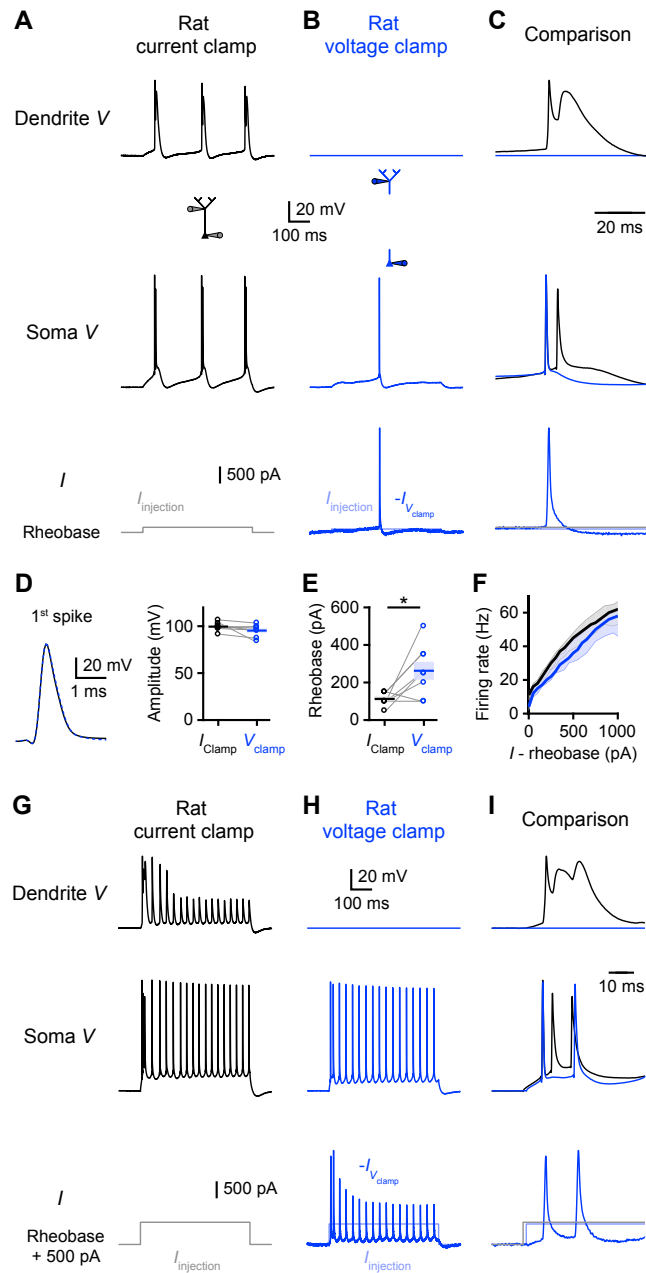 A
Rat
current clamp
B
Rat
voltage clamp
C
Comparison
Dendrite V
20 mV
100 ms
20 ms
Soma V
I
500 pA
Iinjection
Iinjection
-IVclamp
Rheobase
D
1st spike
20 mV
1 ms
Amplitude (mV)
100
50
0
IClamp
Vclamp
E
Rheobase (pA)
600
400
200
0
*
IClamp
Vclamp
F
Firing rate (Hz)
60
40
20
0
0
500
1000
I - rheobase (pA)
G
Rat
current clamp
H
Rat
voltage clamp
I
Comparison
Dendrite V
20 mV
100 ms
Soma V
10 ms
I
500 pA
-IVclamp
Rheobase
+ 500 pA
Iinjection
Iinjection